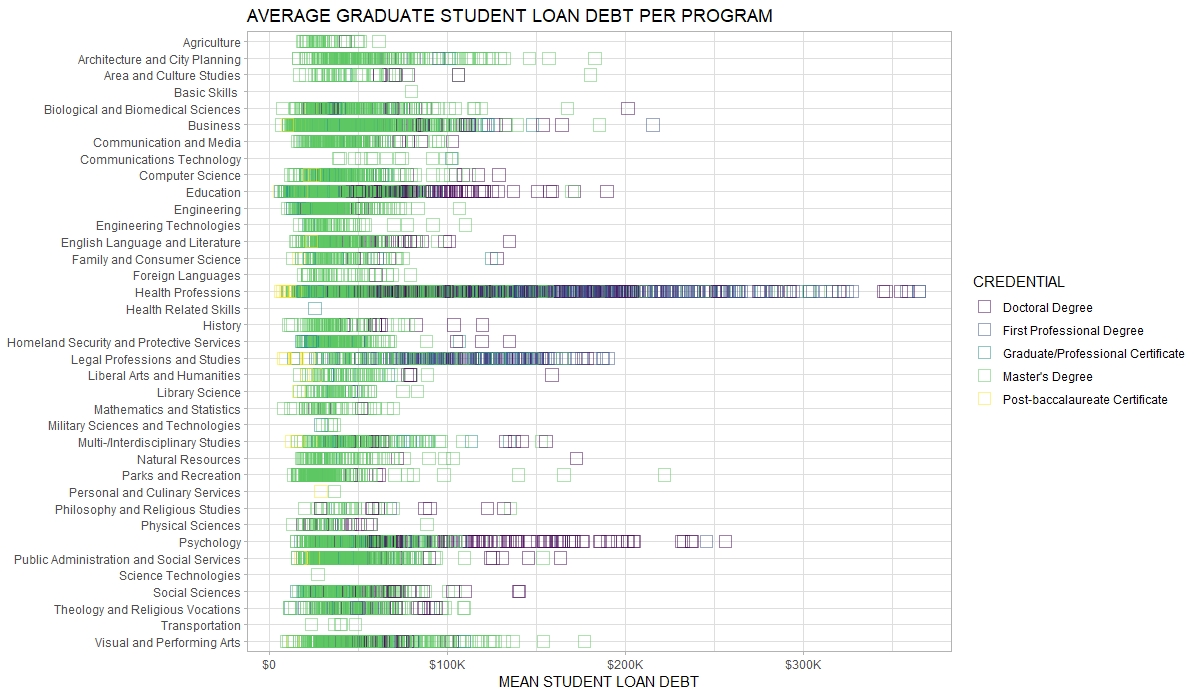 AVERAGE GRADUATE STUDENT LOAN DEBT PER PROGRAM
Agriculture
Architecture and City Planning
Area and Culture Studies
Basic Skills
Biological and Biomedical Sciences
Business
Communication and Media
Communications Technology
Computer Science
Education
Engineering
Engineering Technologies
English Language and Literature
Family and Consumer Science
Foreign Languages
Health Professions
Health Related Skills
History
Homeland Security and Protective Services
Legal Professions and Studies
Liberal Arts and Humanities
Library Science
Mathematics and Statistics
Military Sciences and Technologies
Multi-/Interdisciplinary Studies
Natural Resources
Parks and Recreation
Personal and Culinary Services
Philosophy and Religious Studies
Physical Sciences
Psychology
Public Administration and Social Services
Science Technologies
Social Sciences
Theology and Religious Vocations
Transportation
Visual and Performing Arts
$0 $100K $200K $300K
MEAN STUDENT LOAN DEBT
CREDENTIAL
Doctoral Degree
First Professional Degree
Graduate/Professional Certificate
Master's Degree
Post-baccalaureate Certificate